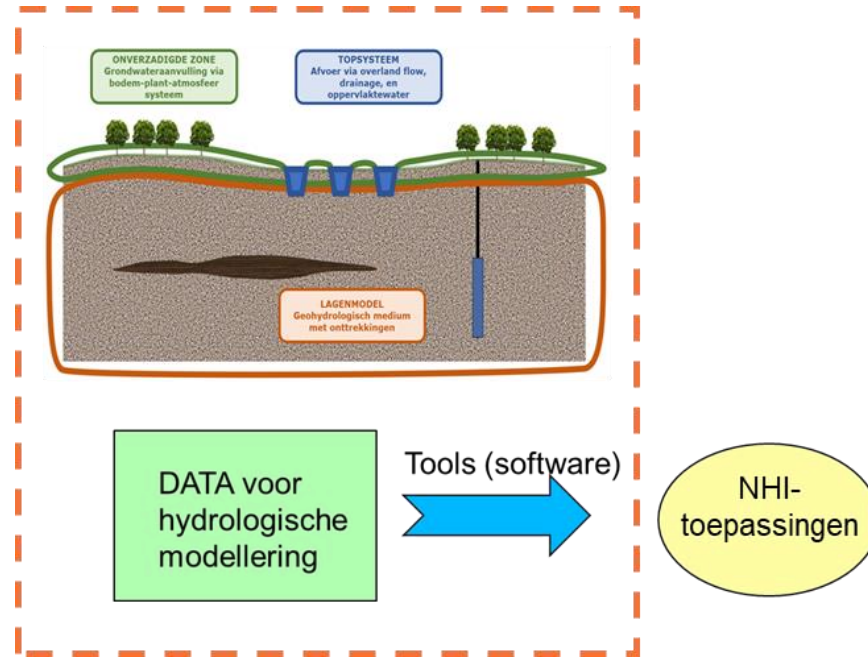 ONVERZADIGDE ZONE
Grondwateraanvulling via
bodem-plant-atmosfeer
systeem
TOPSYSTEEM
Afvoer via overland flow,
drainage, en
oppervlaktewater
LAGENMODEL
Geohydrologisch medium
met onttrekkingen
DATA voor
hydrologische
modellering
Tools (software)
NHI-
toepassingen